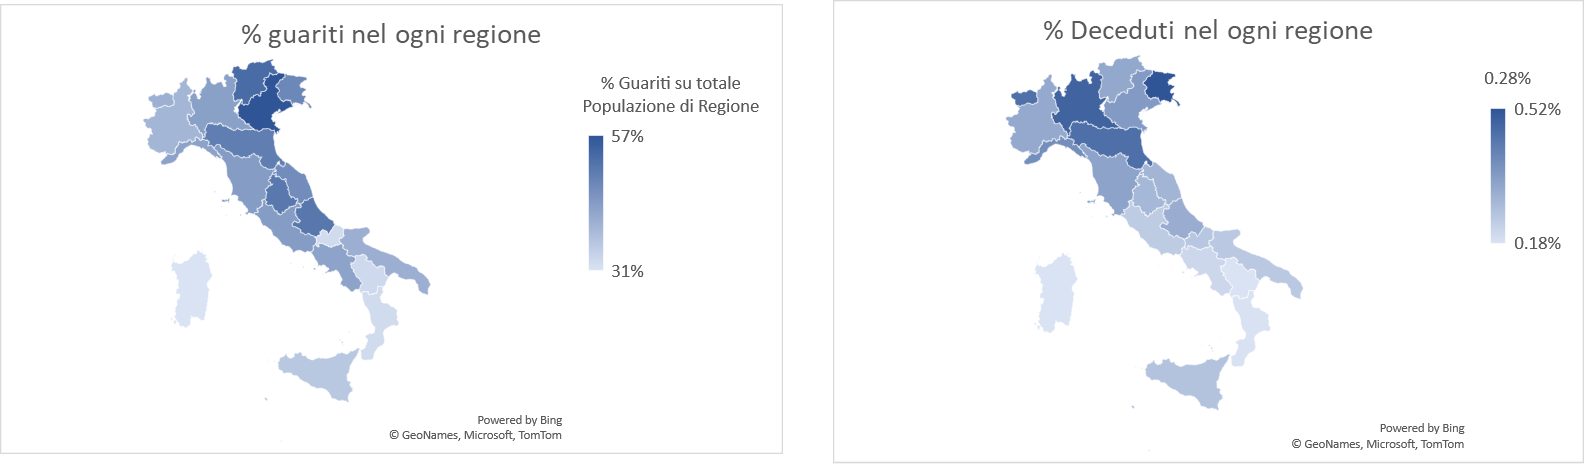 % guariti nel ogni regione
% Guariti su totale
Populazione di Regione
57%
31%
Powered by Bing
© GeoNames, Microsoft, TomTom
% Deceduti nel ogni regione
0.28%
0.52%
0.18%
Powered by Bing
© GeoNames, Microsoft, TomTom